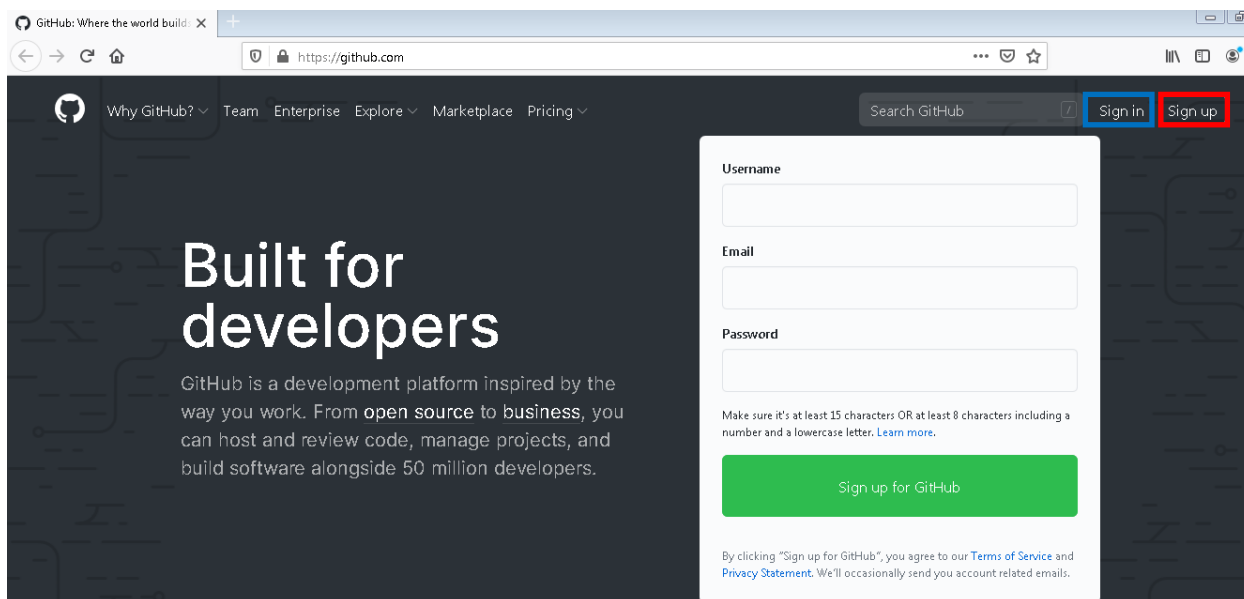 GitHub: Where the world build
https://github.com
Why GitHub? Team Enterprise Explore Marketplace Pricing
Search GitHub / Sign in Sign up
Built for
developers
GitHub is a development platform inspired by the
way you work. From open source to business, you
can host and review code, manage projects, and
build software alongside 50 million developers.
Username
Email
Password
Make sure it's at least 15 characters OR at least 8 characters including a
number and a lowercase letter. Learn more.
Sign up for GitHub
By clicking “Sign up for GitHub”, you agree to our Terms of Service and
Privacy Statement. We’ll occasionally send you account related emails.